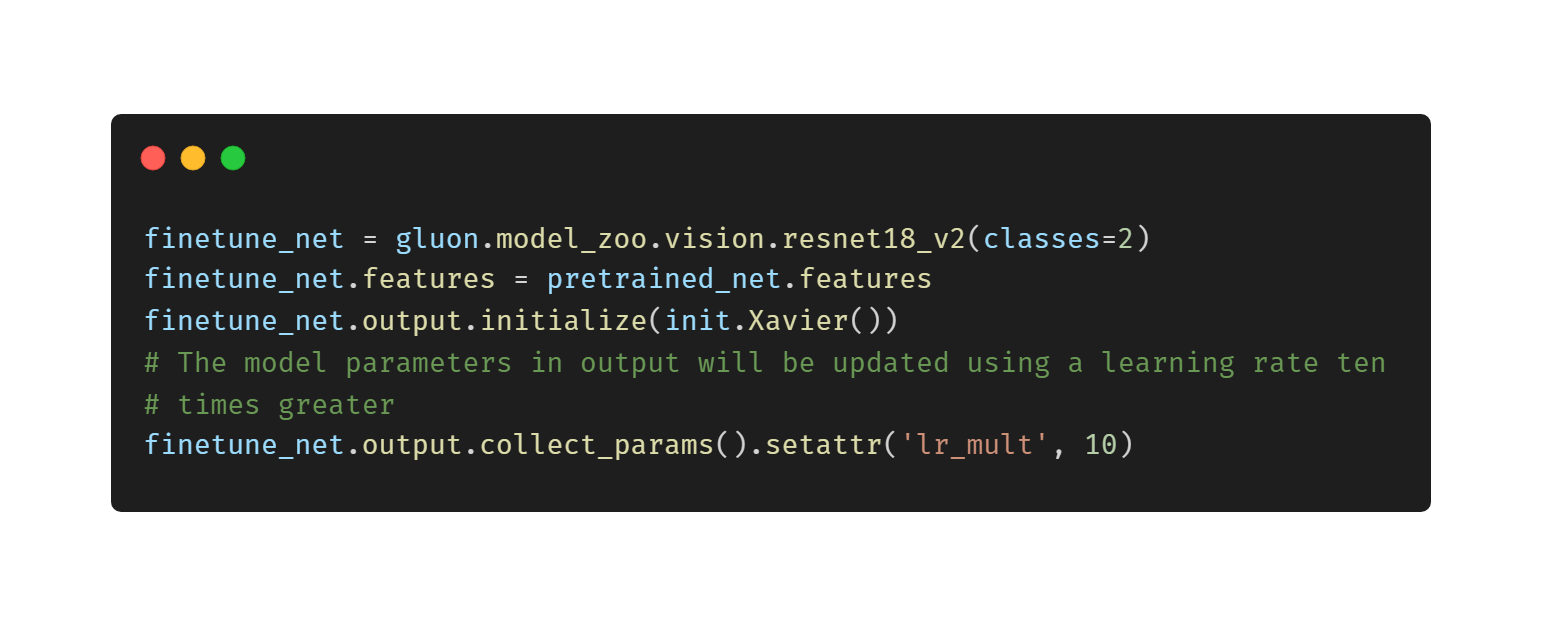 finetune_net = gluon.model_zoo.vision.resnet18_v2(classes=2)
finetune_net.features = pretrained_net.features
finetune_net.output.initialize(init.Xavier())
# The model parameters in output will be updated using a learning rate ten
# times greater
finetune_net.output.collect_params().setattr('lr_mult', 10)